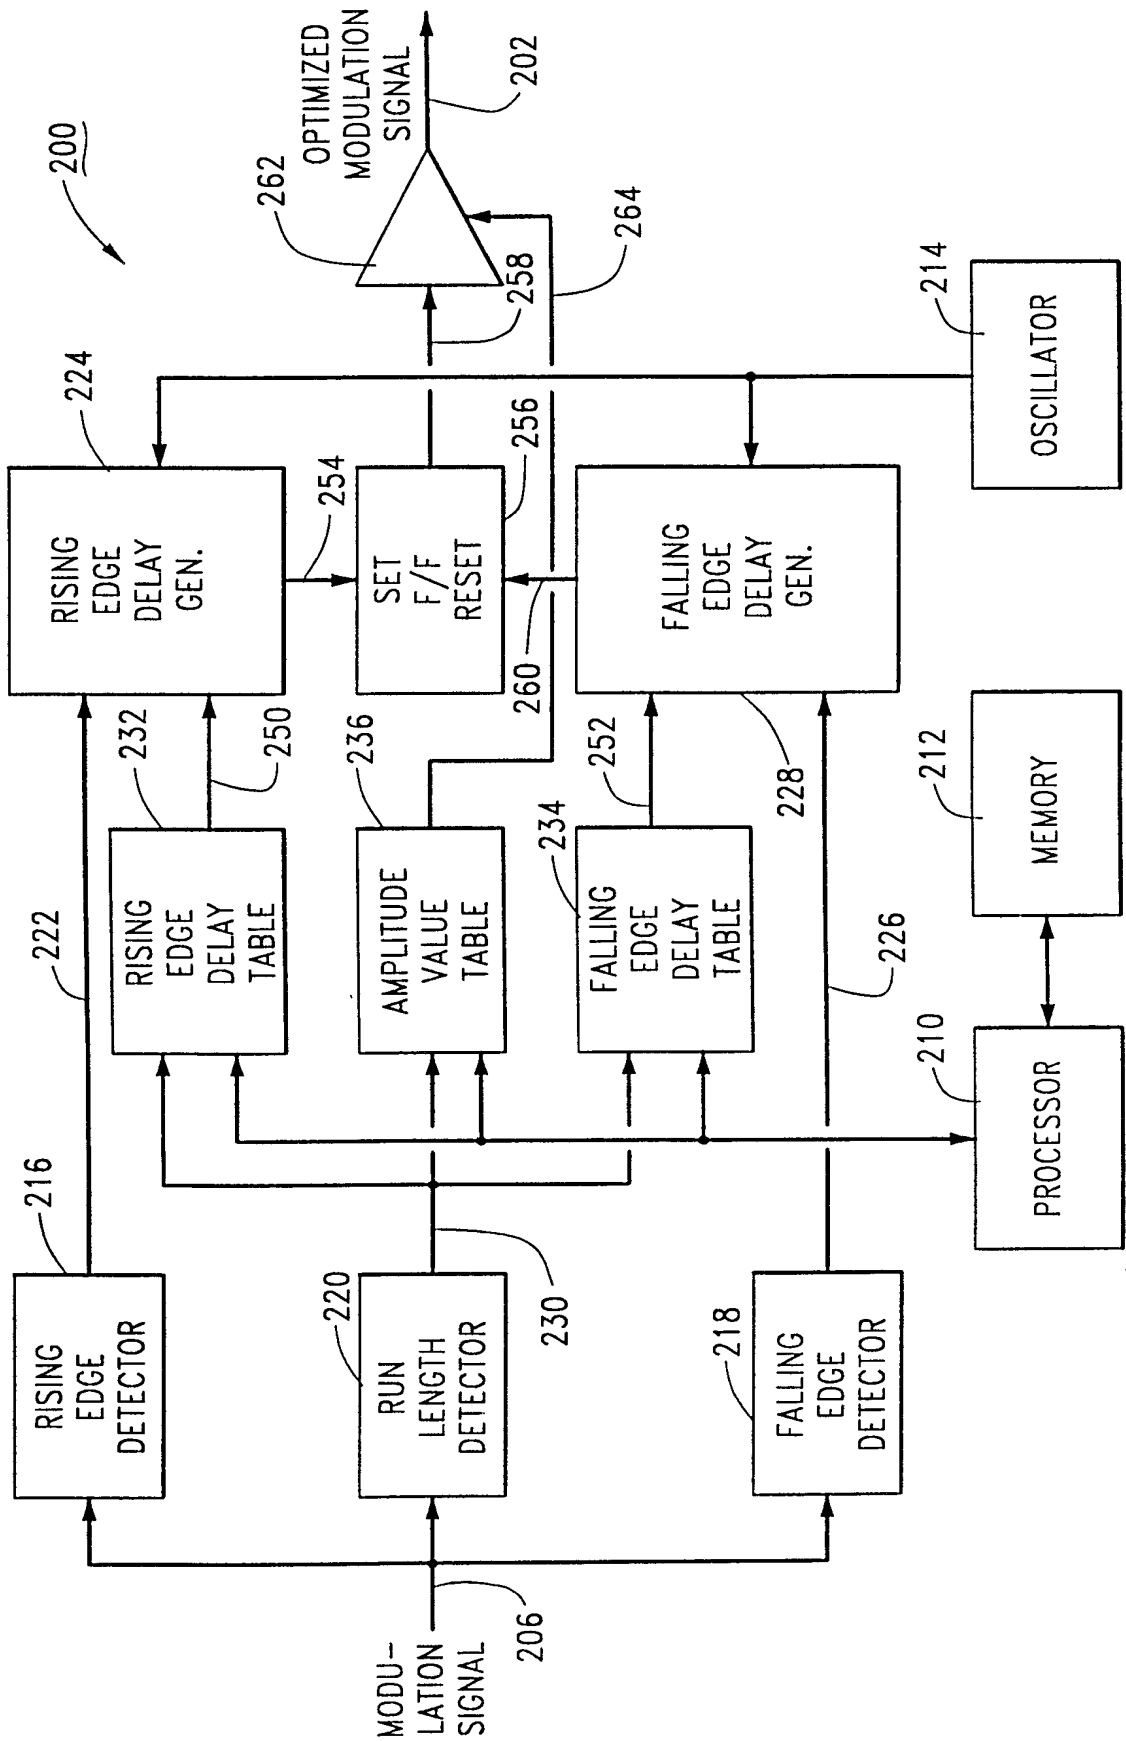 200
OPTIMIZED
MODULATION
SIGNAL
202
262
264
258
224
RISING
EDGE
DELAY
GEN.
254
SET
F/F
RESET
256
260
FALLING
EDGE
DELAY
GEN.
228
OSCILLATOR
214
222
232
RISING
EDGE
DELAY
TABLE
250
236
AMPLITUDE
VALUE
TABLE
234
FALLING
EDGE
DELAY
TABLE
252
226
212
MEMORY
210
PROCESSOR
216
RISING
EDGE
DETECTOR
220
RUN
LENGTH
DETECTOR
230
218
FALLING
EDGE
DETECTOR
MODU-
LATION
SIGNAL
206